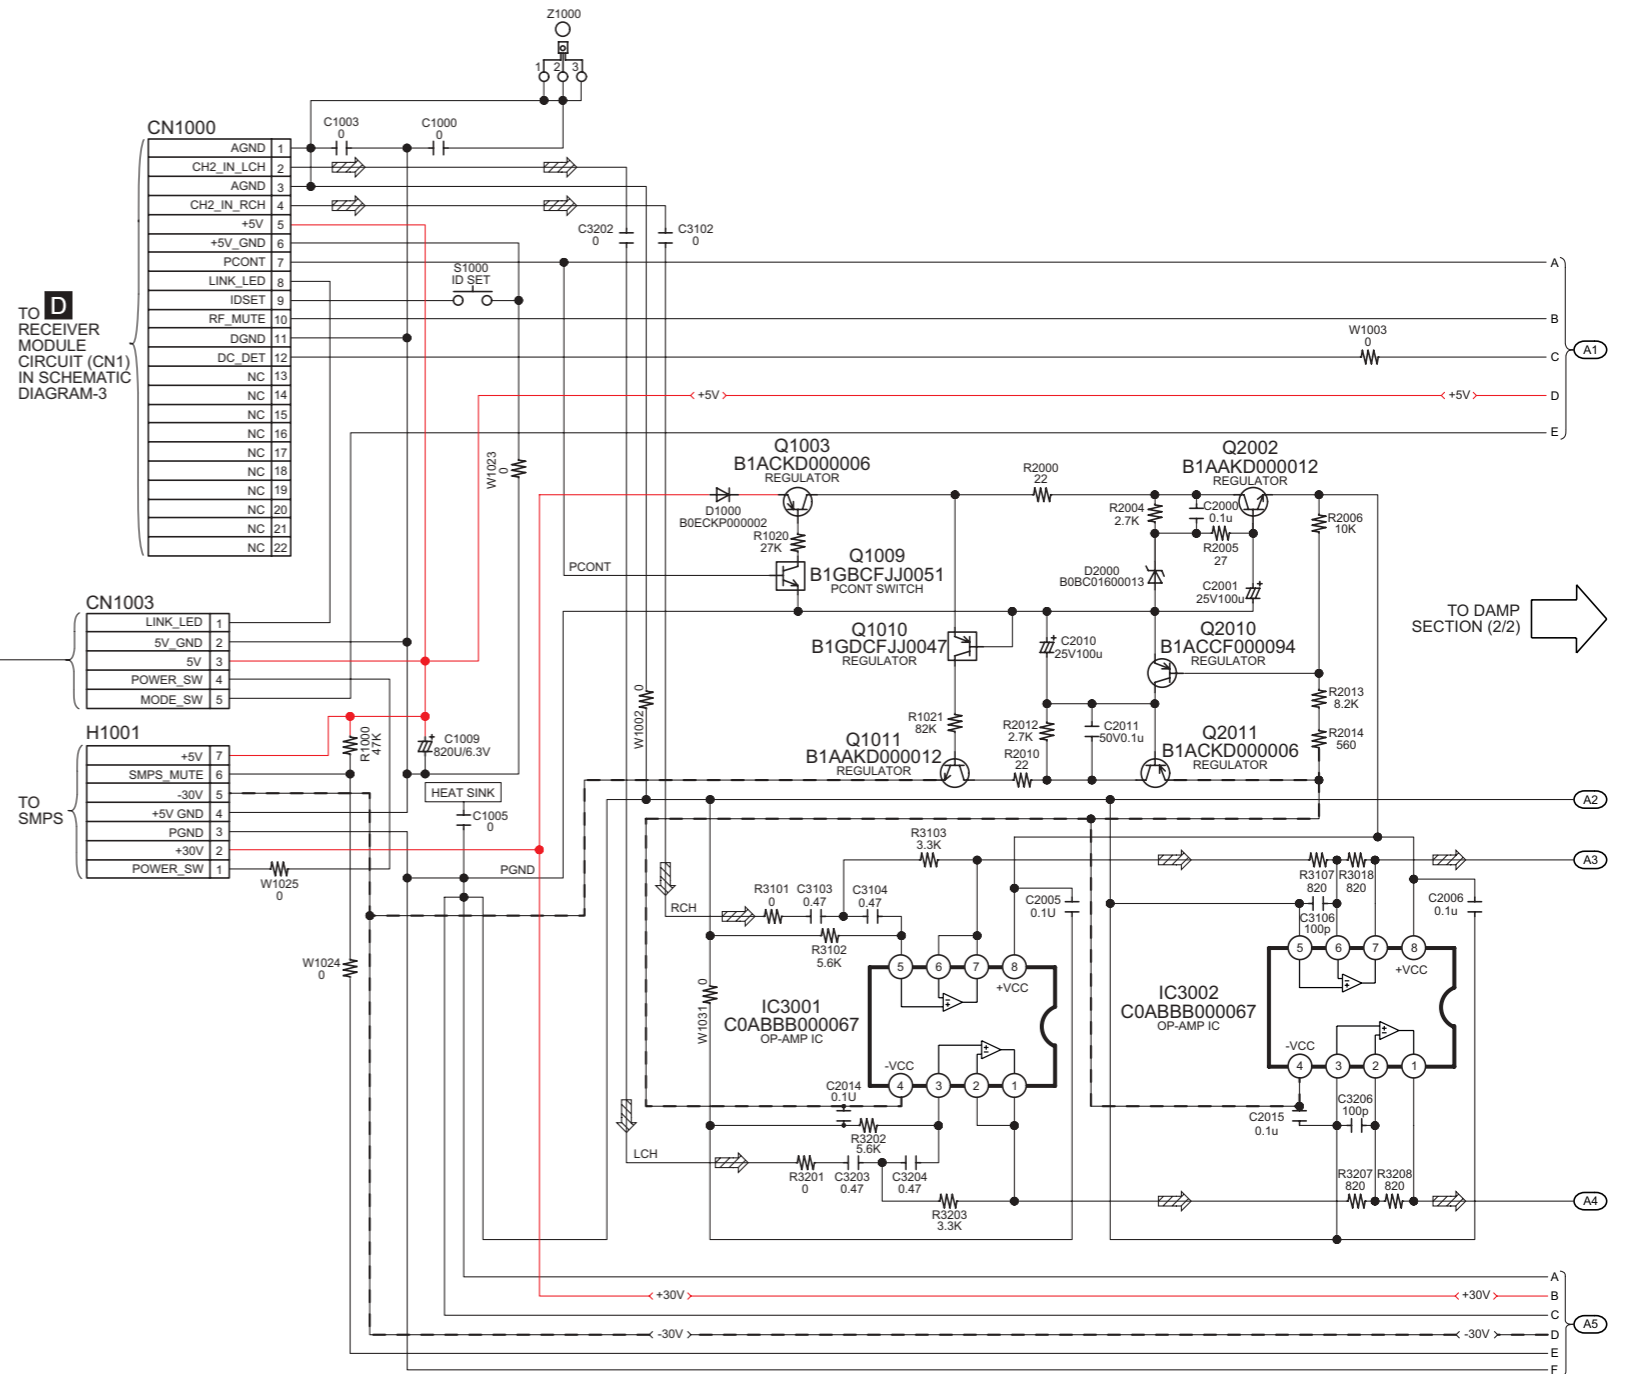 Z1000
1 2 3
CN1000
AGND 1
CH2_IN_LCH 2
AGND 3
CH2_IN_RCH 4
+5V 5
+5V_GND 6
PCONT 7
LINK_LED 8
IDSET 9
RF_MUTE 10
DGND 11
DC_DET 12
NC 13
NC 14
NC 15
NC 16
NC 17
NC 18
NC 19
NC 20
NC 21
NC 22
TO D
RECEIVER
MODULE
CIRCUIT (CN1)
IN SCHEMATIC
DIAGRAM-3
C1003
0
C1000
0
C3202
0
C3102
0
S1000
ID SET
W1003
0
A
B
C
D
E
A1
+5V
+5V
W1023
0
Q1003
B1ACKD000006
REGULATOR
D1000
B0ECKP000002
R1020
27K
Q1009
B1GBCFJJ0051
PCONT SWITCH
PCONT
R2000
22
Q2002
B1AAKD000012
REGULATOR
R2004
2.7K
C2000
0.1u
R2005
27
R2006
10K
D2000
B0BC01600013
C2001
25V100u
Q1010
B1GDCFJJ0047
REGULATOR
C2010
25V100u
Q2010
B1ACCF000094
REGULATOR
TO DAMP
SECTION (2/2)
R2013
8.2K
R2014
560
R1021
82K
R2012
2.7K
C2011
50V0.1u
Q1011
B1AAKD000012
REGULATOR
R2010
22
Q2011
B1ACKD000006
REGULATOR
CN1003
LINK_LED 1
5V_GND 2
5V 3
POWER_SW 4
MODE_SW 5
H1001
+5V 7
SMPS_MUTE 6
-30V 5
+5V GND 4
PGND 3
+30V 2
POWER_SW 1
TO
SMPS
R1000
47K
C1009
820U/6.3V
HEAT SINK
C1005
0
W1002
0
W1025
0
PGND
W1024
0
A2
R3103
3.3K
RCH
R3101
0
C3103
0.47
C3104
0.47
R3102
5.6K
C2005
0.1U
5 6 7 8
+VCC
W1031
0
IC3001
C0ABBB000067
OP-AMP IC
-VCC
4 3 2 1
C2014
0.1U
R3202
5.6K
LCH
R3201
0
C3203
0.47
C3204
0.47
R3203
3.3K
R3107
820
R3018
820
A3
C2006
0.1u
C3106
100p
5 6 7 8
+VCC
IC3002
C0ABBB000067
OP-AMP IC
-VCC
4 3 2 1
C2015
0.1u
C3206
100p
R3207
820
R3208
820
A4
+30V
+30V
-30V
-30V
A
B
C
D
E
F
A5